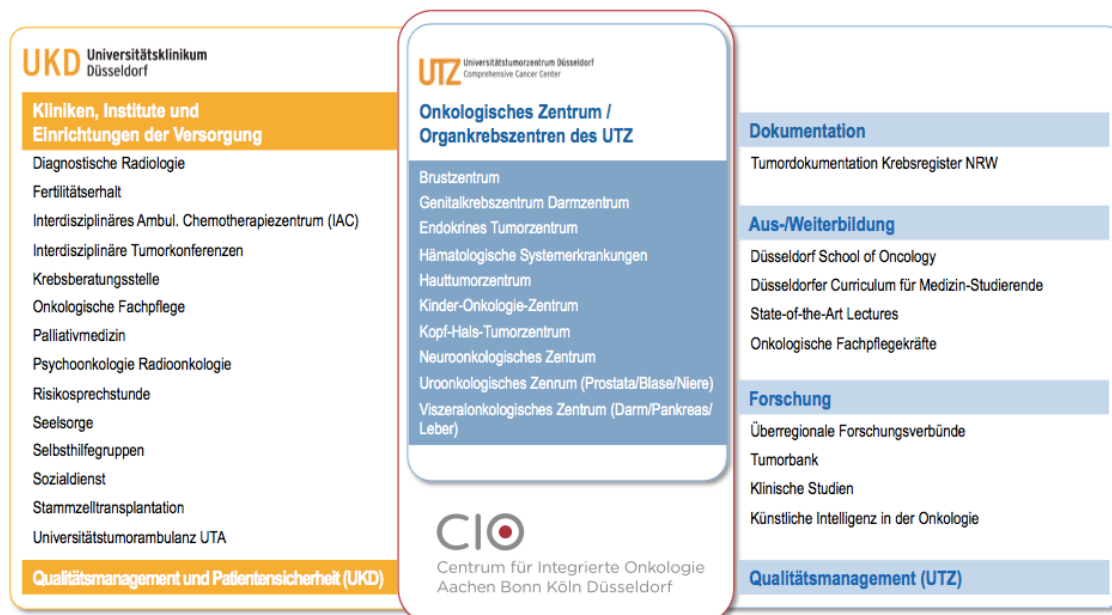 UKD Universitätsklinikum
Düsseldorf
Kliniken, Institute und
Einrichtungen der Versorgung
Diagnostische Radiologie
Fertilitätserhalt
Interdisziplinäres Ambul. Chemotherapiezentrum (IAC)
Interdisziplinäre Tumorkonferenzen
Krebsberatungsstelle
Onkologische Fachpflege
Palliativmedizin
Psychoonkologie Radioonkologie
Risikosprechstunde
Seelsorge
Selbsthilfegruppen
Sozialdienst
Stammzelltransplantation
Universitätstumorambulanz UTA
Qualitätsmanagement und Patientensicherheit (UKD)
UTZ Universitätstumorzentrum Düsseldorf
Comprehensive Cancer Center
Onkologisches Zentrum /
Organkrebszentren des UTZ
Brustzentrum
Genitalkrebszentrum Darmzentrum
Endokrines Tumorzentrum
Hämatologische Systemerkrankungen
Hauttumorzentrum
Kinder-Onkologie-Zentrum
Kopf-Hals-Tumorzentrum
Neuroonkologisches Zentrum
Uroonkologisches Zenrum (Prostata/Blase/Niere)
Viszeralonkologisches Zentrum (Darm/Pankreas/
Leber)
CIO
Centrum für Integrierte Onkologie
Aachen Bonn Köln Düsseldorf
Dokumentation
Tumordokumentation Krebsregister NRW
Aus-/Weiterbildung
Düsseldorf School of Oncology
Düsseldorfer Curriculum für Medizin-Studierende
State-of-the-Art Lectures
Onkologische Fachpflegekräfte
Forschung
Überregionale Forschungsverbünde
Tumorbank
Klinische Studien
Künstliche Intelligenz in der Onkologie
Qualitätsmanagement (UTZ)